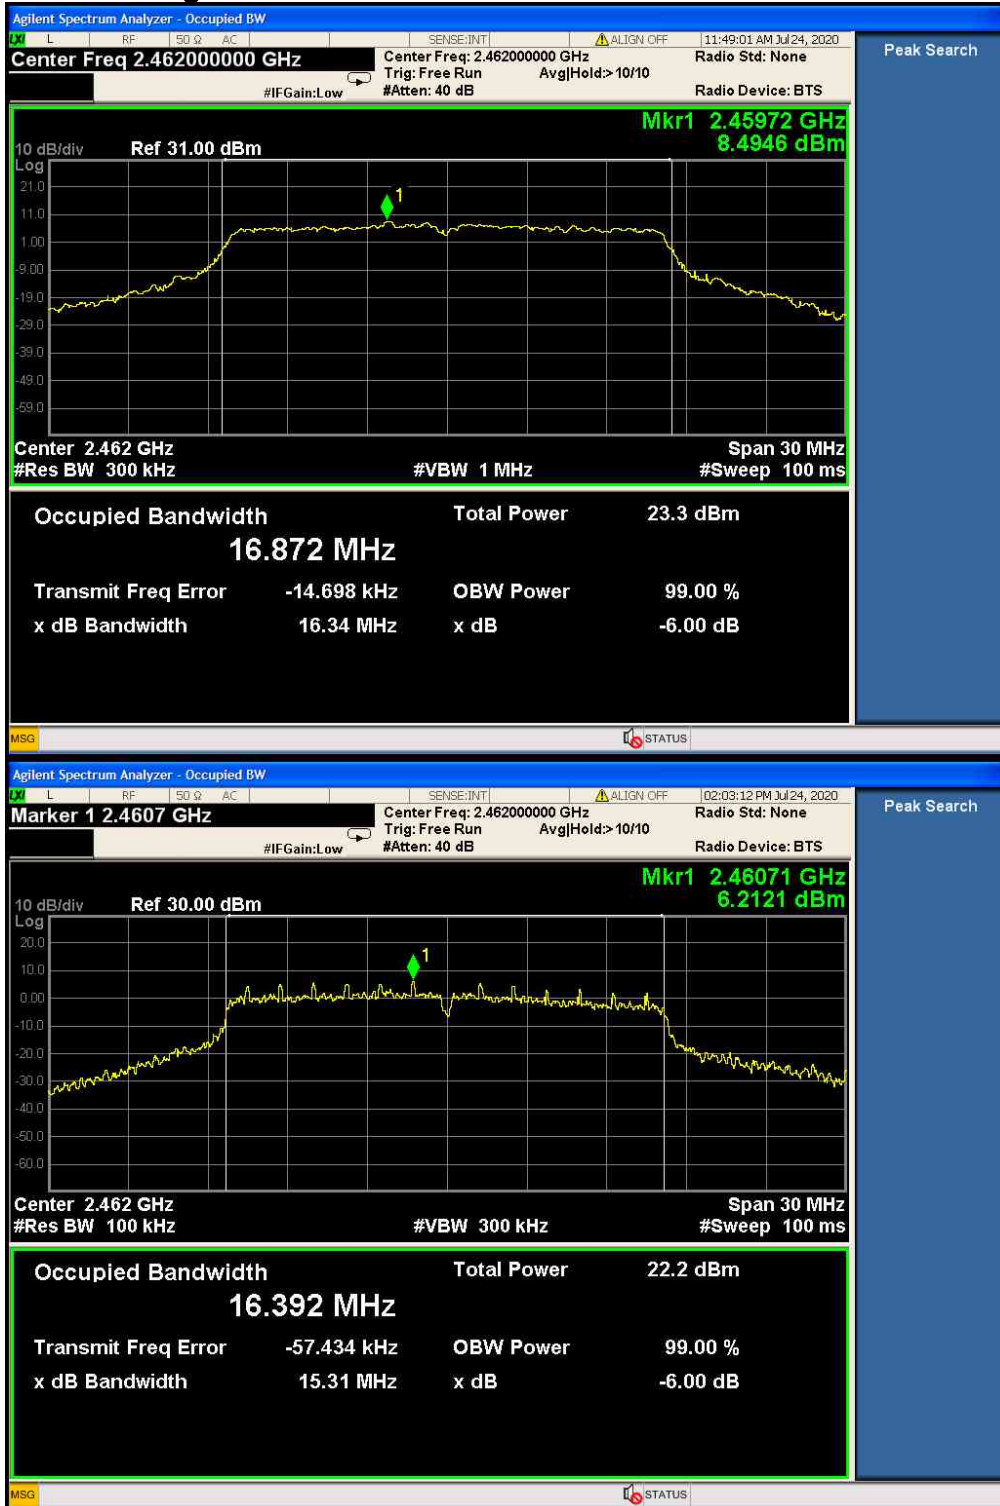 Agilent Spectrum Analyzer - Occupied BW
LXI L RF 50 Ω AC SENSE:INT ALIGN OFF 11:49:01 AM Jul 24, 2020
Center Freq 2.462000000 GHz
Center Freq: 2.462000000 GHz
Radio Std: None
Trig: Free Run
Avg|Hold:>10/10
#IFGain:Low
#Atten: 40 dB
Radio Device: BTS
Peak Search
Mkr1 2.45972 GHz
8.4946 dBm
10 dB/div
Ref 31.00 dBm
Log
21.0
11.0
1
1.00
-9.00
-19.0
-29.0
-39.0
-49.0
-59.0
Center 2.462 GHz
Span 30 MHz
#Res BW 300 kHz
#VBW 1 MHz
#Sweep 100 ms
Occupied Bandwidth
Total Power 23.3 dBm
16.872 MHz
Transmit Freq Error -14.698 kHz
OBW Power 99.00 %
x dB Bandwidth 16.34 MHz
x dB -6.00 dB
MSG
STATUS
Agilent Spectrum Analyzer - Occupied BW
LXI L RF 50 Ω AC SENSE:INT ALIGN OFF 02:03:12 PM Jul 24, 2020
Marker 1 2.4607 GHz
Center Freq: 2.462000000 GHz
Radio Std: None
Trig: Free Run
Avg|Hold:>10/10
#IFGain:Low
#Atten: 40 dB
Radio Device: BTS
Peak Search
Mkr1 2.46071 GHz
6.2121 dBm
10 dB/div
Ref 30.00 dBm
Log
20.0
1
10.0
0.00
-10.0
-20.0
-30.0
-40.0
-50.0
-60.0
Center 2.462 GHz
Span 30 MHz
#Res BW 100 kHz
#VBW 300 kHz
#Sweep 100 ms
Occupied Bandwidth
Total Power 22.2 dBm
16.392 MHz
Transmit Freq Error -57.434 kHz
OBW Power 99.00 %
x dB Bandwidth 15.31 MHz
x dB -6.00 dB
MSG
STATUS